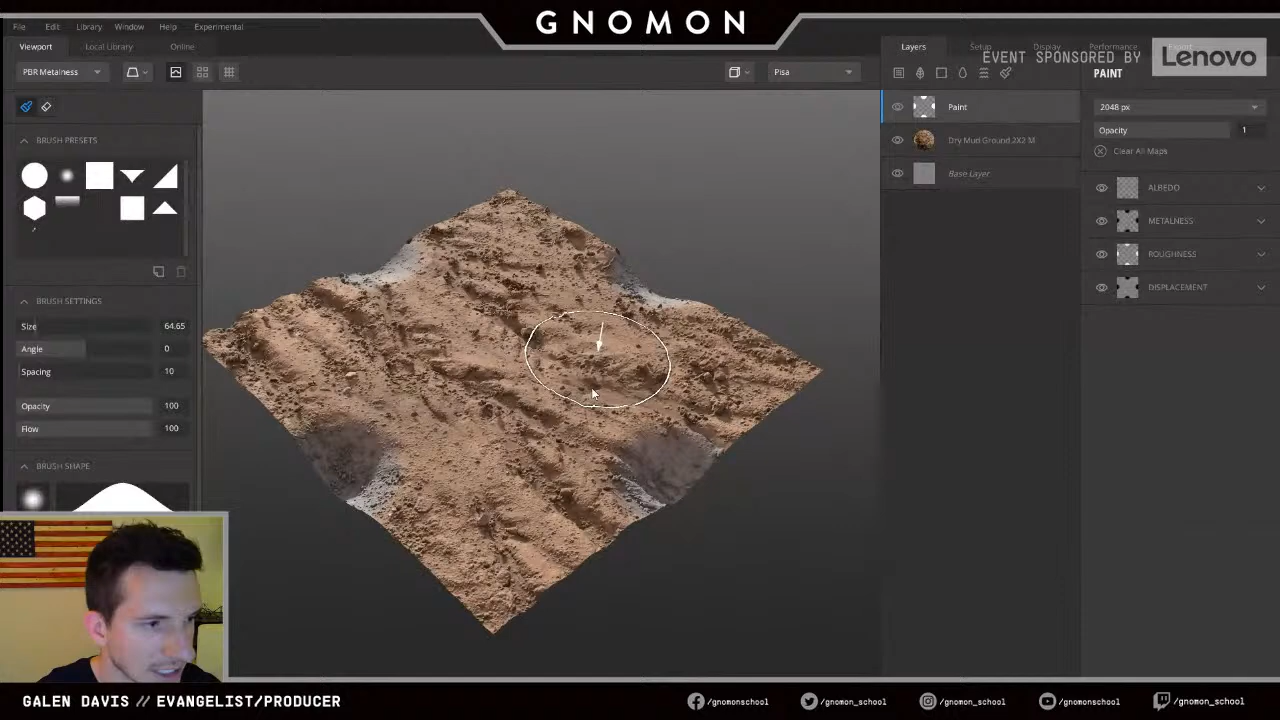 GNOMON
File Edit Library Window Help Experimental
Viewport Local Library Online
Layers Setup Display Performance
EVENT SPONSORED BY Lenovo
PBR Metalness
Pisa
PAINT
2048 px
Opacity 1
Clear All Maps
ALBEDO
METALNESS
ROUGHNESS
DISPLACEMENT
Paint
Dry Mud Ground 2X2 M
Base Layer
BRUSH PRESETS
BRUSH SETTINGS
Size 64.65
Angle 0
Spacing 10
Opacity 100
Flow 100
BRUSH SHAPE
GALEN DAVIS // EVANGELIST/PRODUCER
/gnomonschool /gnomon_school /gnomon_school /gnomonschool /gnomon_school